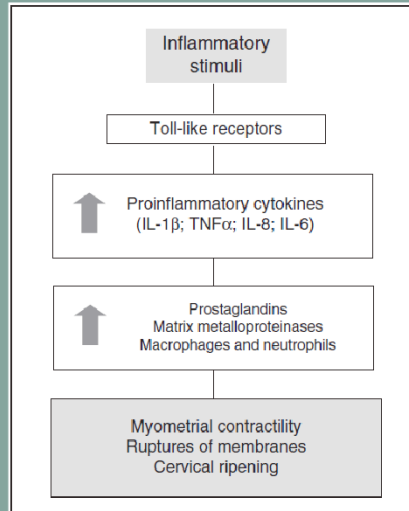 Inflammatory
stimuli
Toll-like receptors
Proinflammatory cytokines
(IL-1β; TNFα; IL-8; IL-6)
Prostaglandins
Matrix metalloproteinases
Macrophages and neutrophils
Myometrial contractility
Ruptures of membranes
Cervical ripening